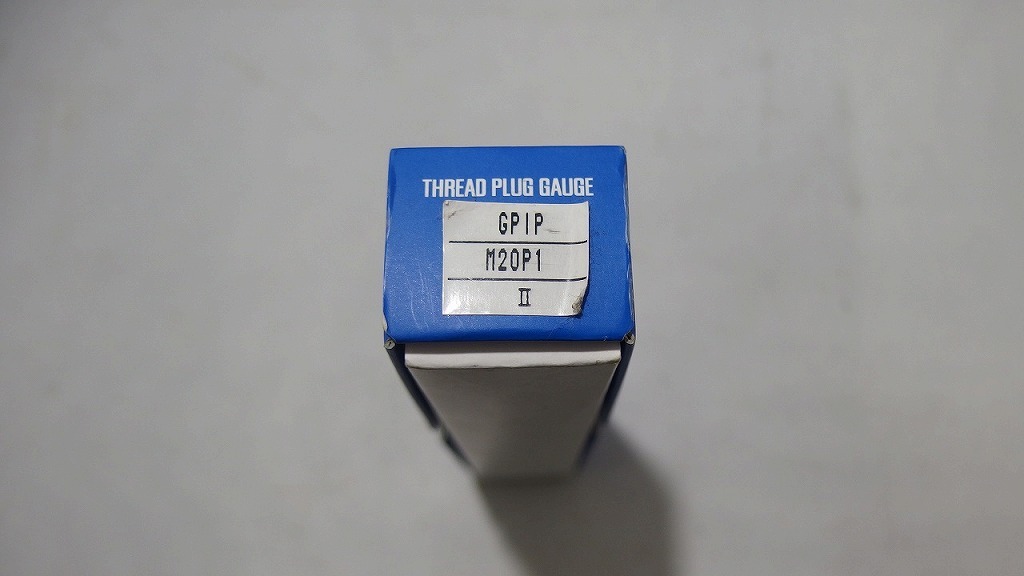 THREAD PLUG GAUGE
GPIP
M20P1
II